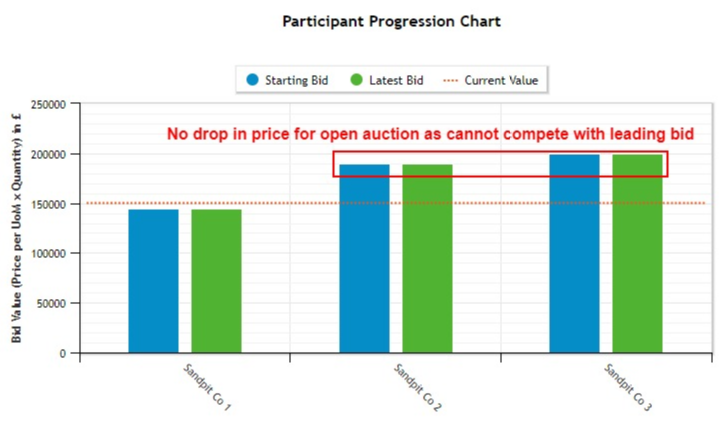 Participant Progression Chart
Starting Bid Latest Bid Current Value
Bid Value (Price per UoM x Quantity) in £
250000
No drop in price for open auction as cannot compete with leading bid
200000
150000
100000
50000
0
Sandpit Co 1
Sandpit Co 2
Sandpit Co 3